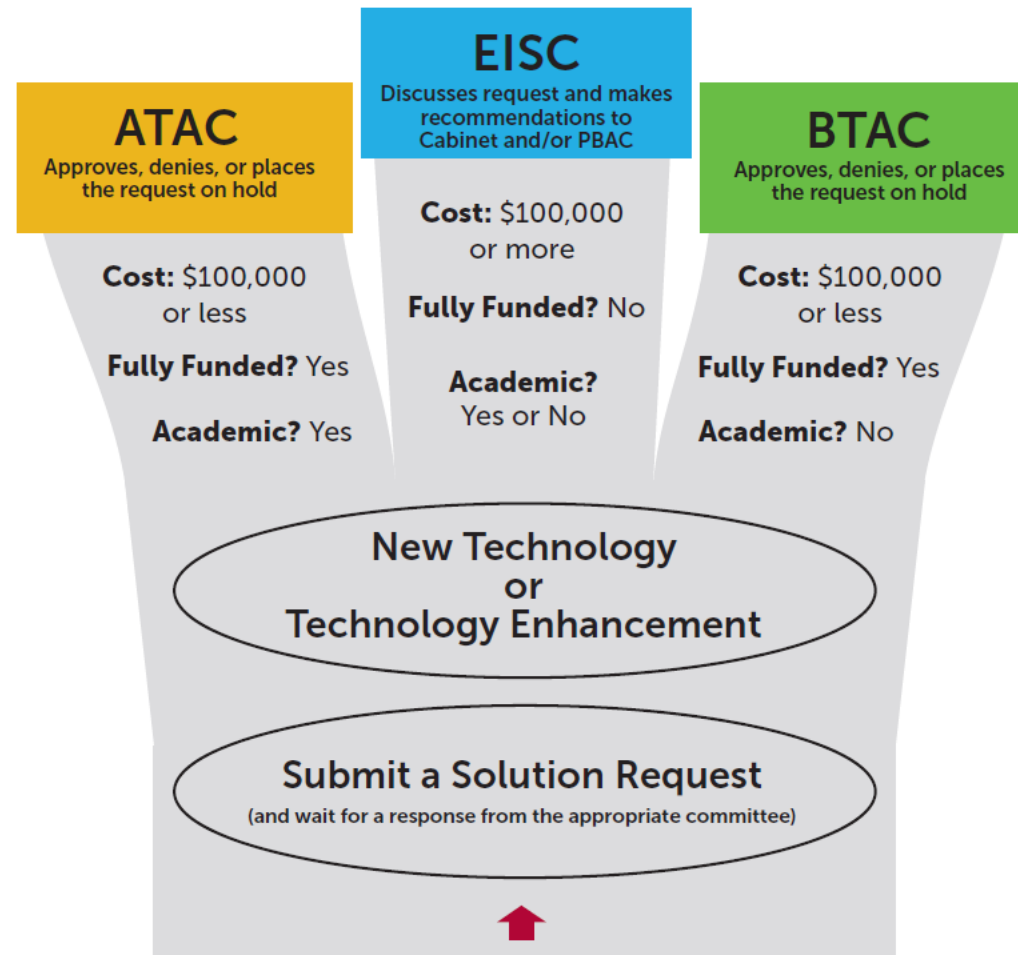 EISC
Discusses request and makes
recommendations to
Cabinet and/or PBAC
ATAC
Approves, denies, or places
the request on hold
BTAC
Approves, denies, or places
the request on hold
Cost: $100,000
or less
Fully Funded? Yes
Academic? Yes
Cost: $100,000
or more
Fully Funded? No
Academic?
Yes or No
Cost: $100,000
or less
Fully Funded? Yes
Academic? No
New Technology
or
Technology Enhancement
Submit a Solution Request
(and wait for a response from the appropriate committee)